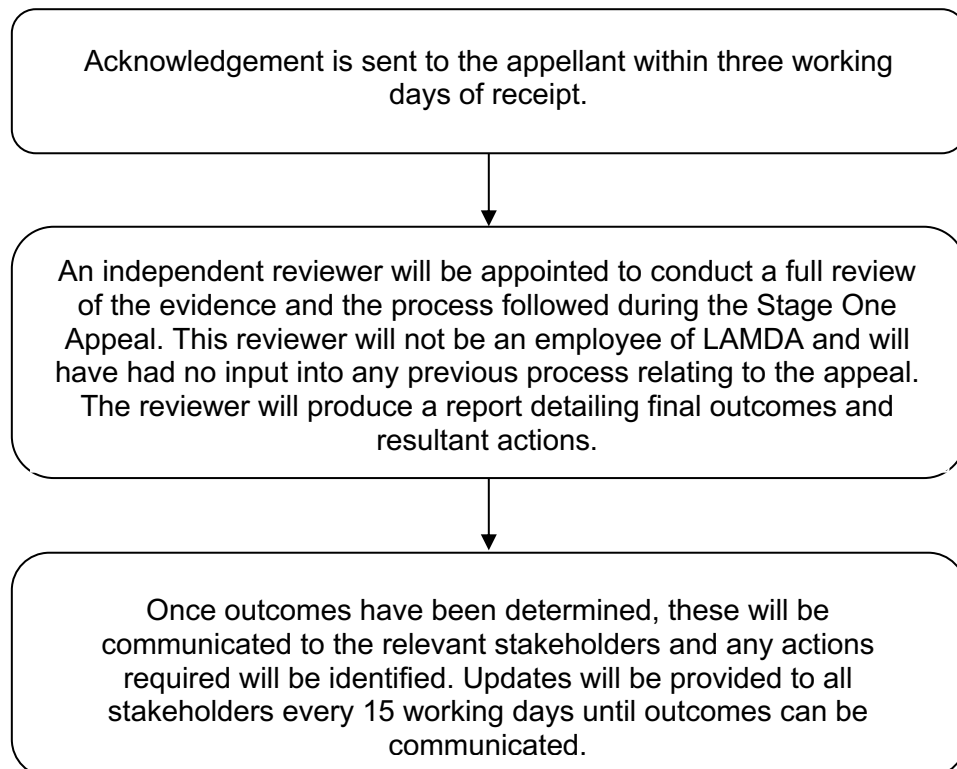 Acknowledgement is sent to the appellant within three working
days of receipt.
An independent reviewer will be appointed to conduct a full review
of the evidence and the process followed during the Stage One
Appeal. This reviewer will not be an employee of LAMDA and will
have had no input into any previous process relating to the appeal.
The reviewer will produce a report detailing final outcomes and
resultant actions.
Once outcomes have been determined, these will be
communicated to the relevant stakeholders and any actions
required will be identified. Updates will be provided to all
stakeholders every 15 working days until outcomes can be
communicated.